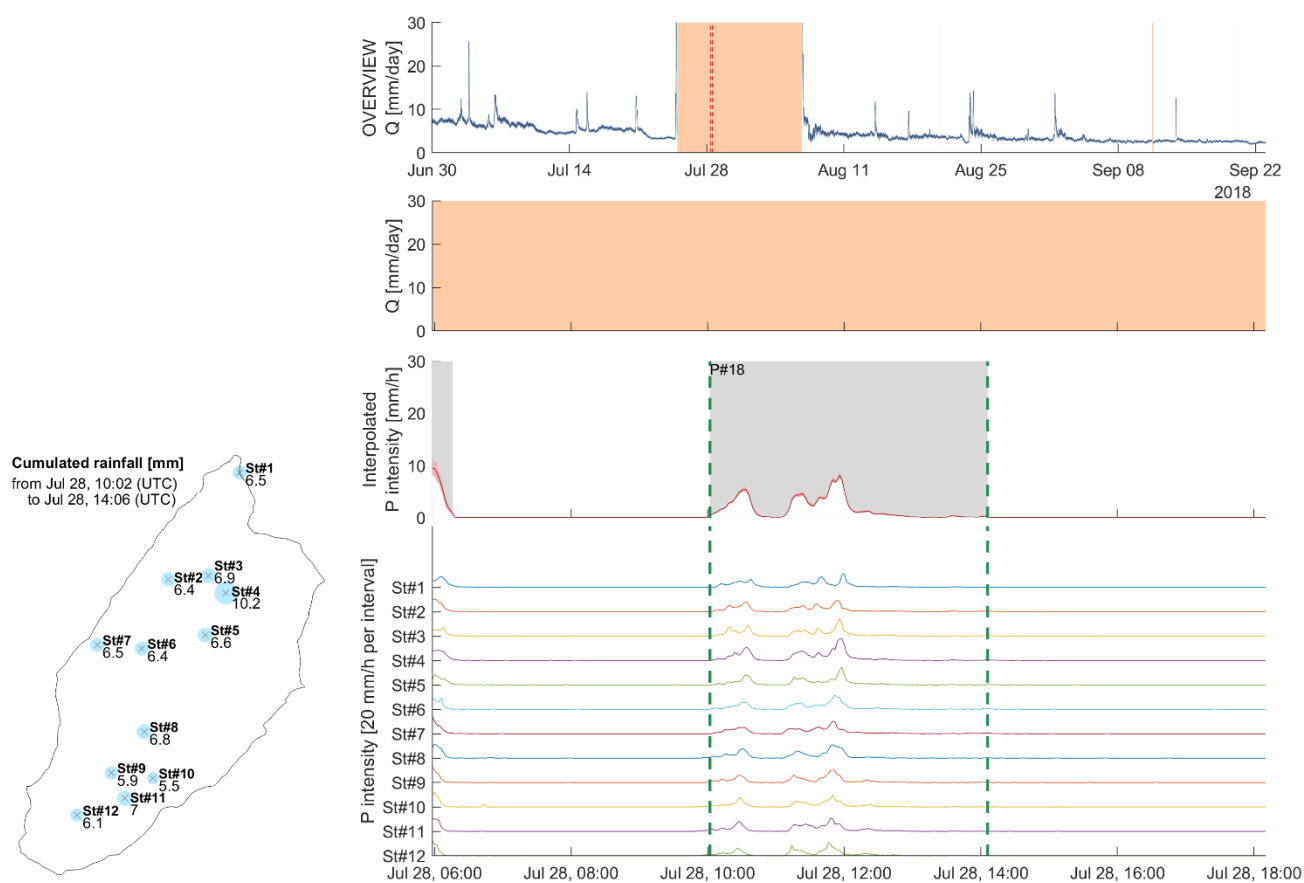 OVERVIEW
Q [mm/day]
30
20
10
0
Jun 30
Jul 14
Jul 28
Aug 11
Aug 25
Sep 08
Sep 22
2018
Q [mm/day]
30
20
10
0
Interpolated
P intensity [mm/h]
30
20
10
0
P#18
Cumulated rainfall [mm]
from Jul 28, 10:02 (UTC)
to Jul 28, 14:06 (UTC)
St#1
6.5
St#2
6.4
St#3
6.9
St#4
10.2
St#5
6.6
St#6
6.4
St#7
6.5
St#8
6.8
St#9
5.9
St#10
5.5
St#11
7
St#12
6.1
P intensity [20 mm/h per interval]
St#1
St#2
St#3
St#4
St#5
St#6
St#7
St#8
St#9
St#10
St#11
St#12
Jul 28, 06:00
Jul 28, 08:00
Jul 28, 10:00
Jul 28, 12:00
Jul 28, 14:00
Jul 28, 16:00
Jul 28, 18:00